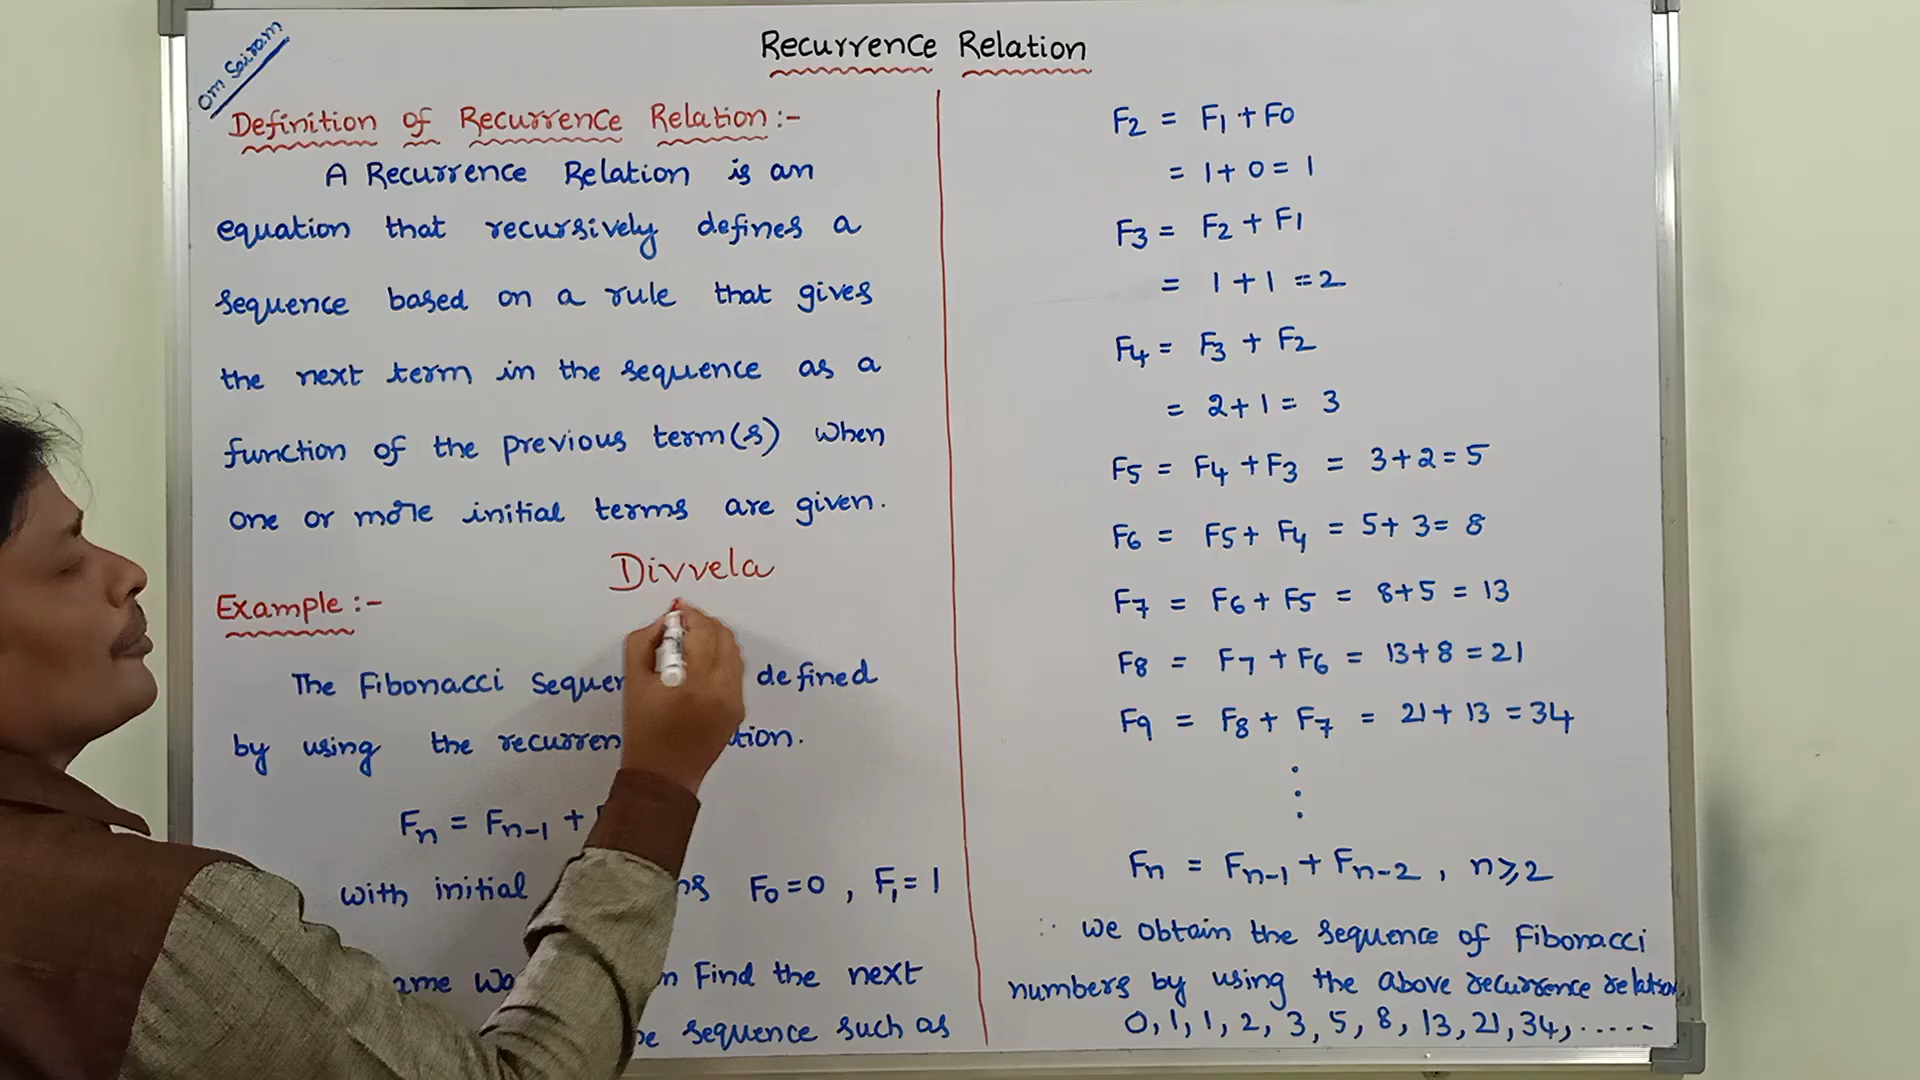 Om Sairam
Recurrence Relation
Definition of Recurrence Relation :-
A Recurrence Relation is an
equation that recursively defines a
sequence based on a rule that gives
the next term in the sequence as a
function of the previous term(s) when
one or more initial terms are given.
Divvela
Example :-
The Fibonacci Sequen defined
by using the recurren tion.
Fn = Fn-1 +
with initial ns F0=0 , F1=1
ame wa n Find the next
sequence such as
F2 = F1+F0
= 1+0=1
F3 = F2 + F1
= 1+1=2
F4 = F3 + F2
= 2+1= 3
F5 = F4 +F3 = 3+2=5
F6 = F5+ F4 = 5+3= 8
F7 = F6+ F5 = 8+5 = 13
F8 = F7 + F6 = 13+8 =21
F9 = F8+ F7 = 21+ 13 =34
⋮
Fn = Fn-1 + Fn-2 , n⩾2
∴ we obtain the sequence of Fibonacci
numbers by using the above recurrence relation
0, 1, 1, 2, 3, 5, 8, 13, 21, 34, ......